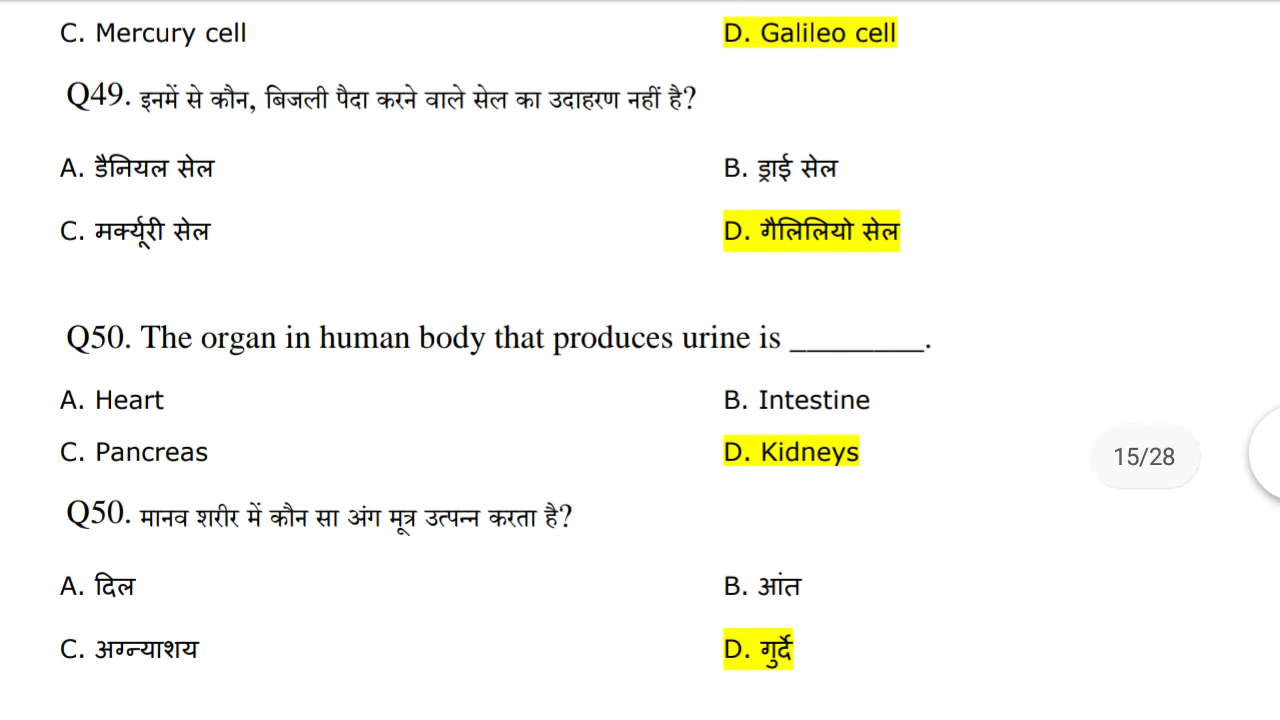 C. Mercury cell D. Galileo cell
Q49. इनमें से कौन, बिजली पैदा करने वाले सेल का उदाहरण नहीं है?
A. डैनियल सेल B. ड्राई सेल
C. मर्क्यूरी सेल D. गैलिलियो सेल
Q50. The organ in human body that produces urine is ________.
A. Heart B. Intestine
C. Pancreas D. Kidneys
15/28
Q50. मानव शरीर में कौन सा अंग मूत्र उत्पन्न करता है?
A. दिल B. आंत
C. अग्न्याशय D. गुर्दे